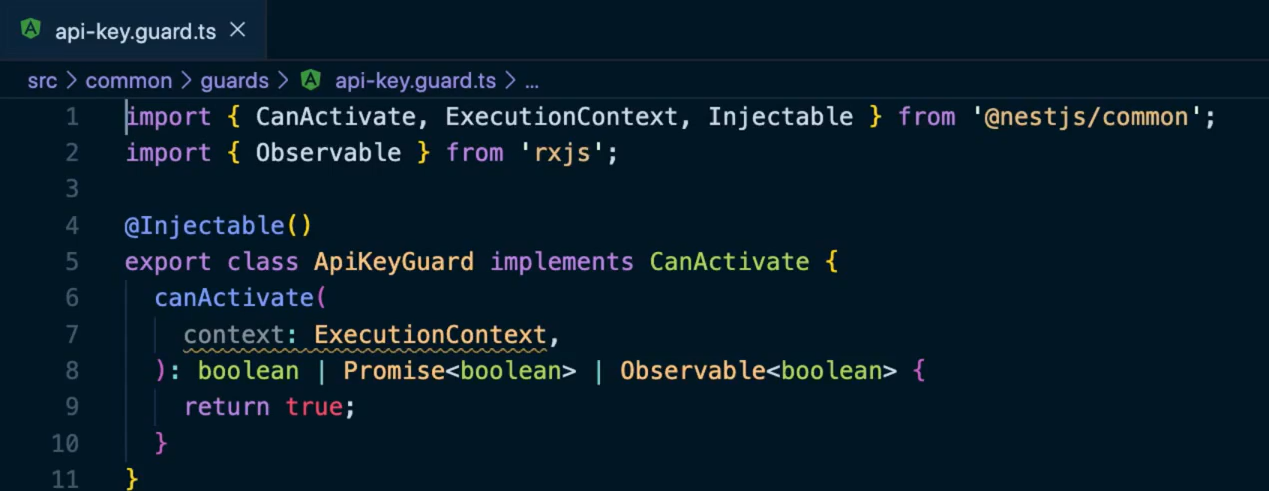 api-key.guard.ts ×
src > common > guards > api-key.guard.ts > ...
1 import { CanActivate, ExecutionContext, Injectable } from '@nestjs/common';
2 import { Observable } from 'rxjs';
3
4 @Injectable()
5 export class ApiKeyGuard implements CanActivate {
6   canActivate(
7     context: ExecutionContext,
8   ): boolean | Promise<boolean> | Observable<boolean> {
9     return true;
10   }
11 }